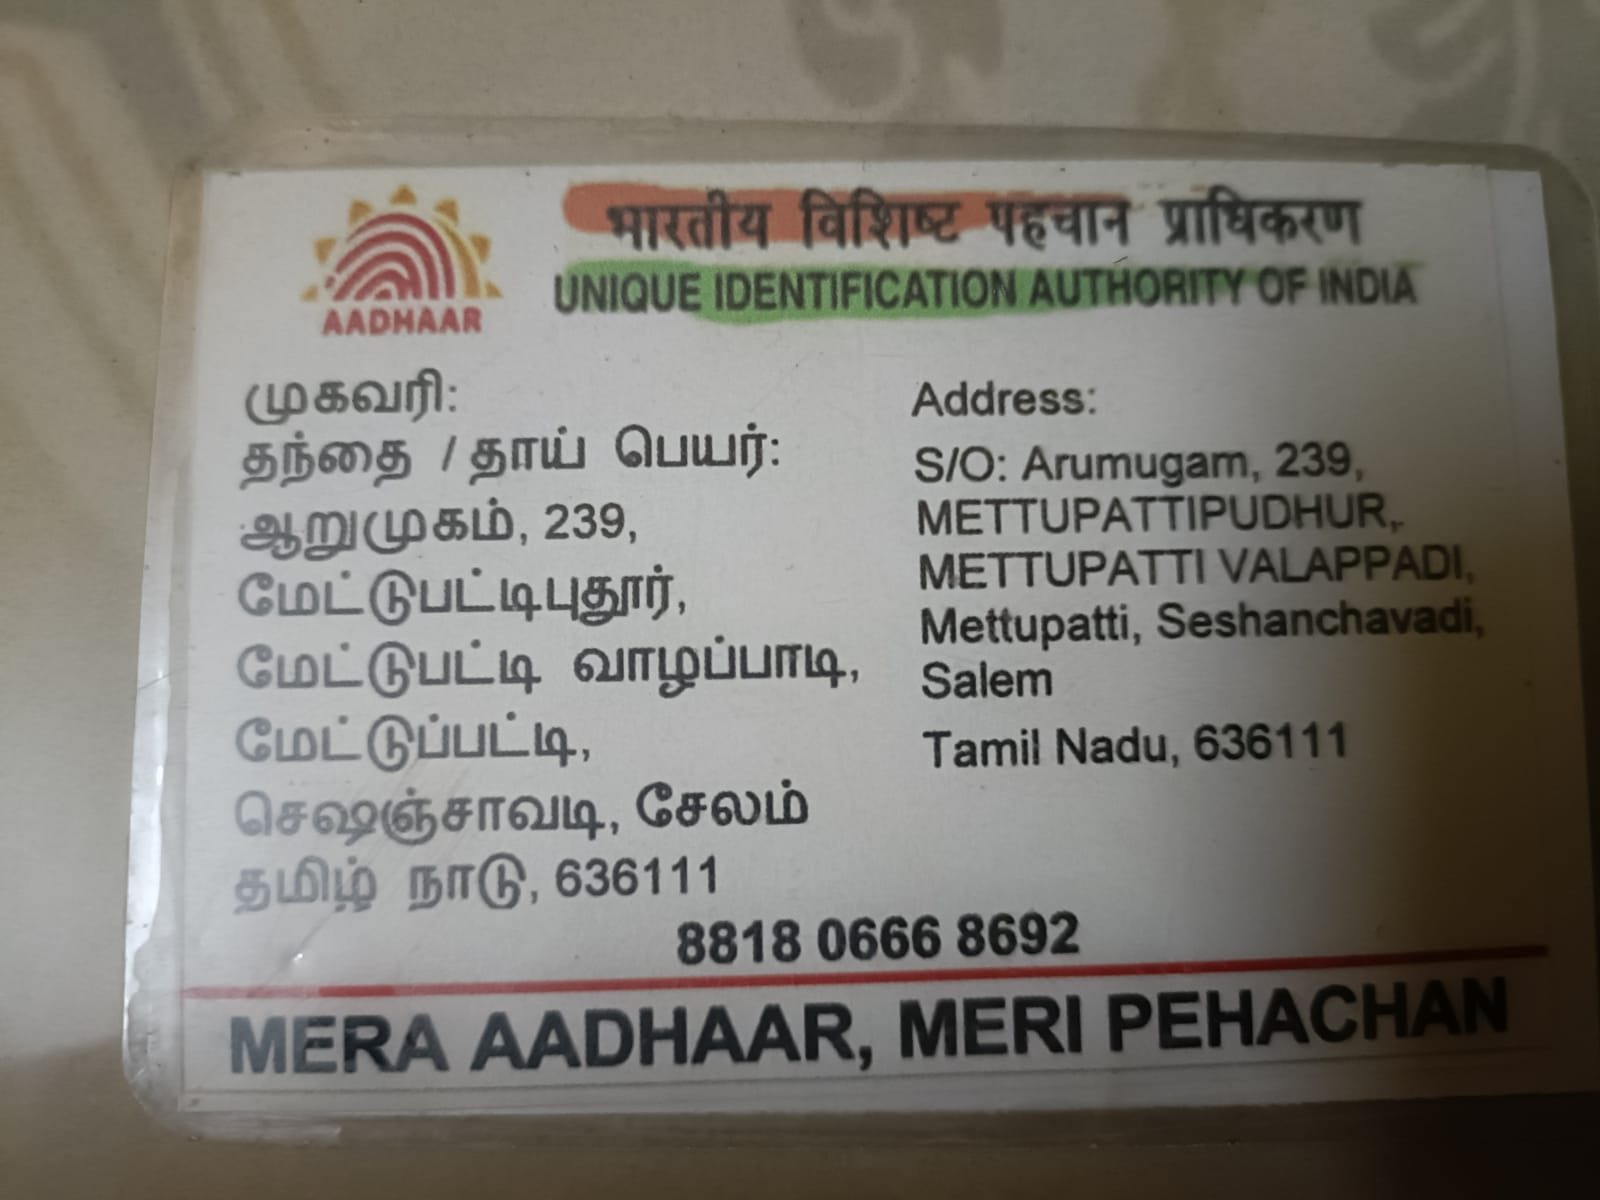 भारतीय विशिष्ट पहचान प्राधिकरण
UNIQUE IDENTIFICATION AUTHORITY OF INDIA
AADHAAR
முகவரி:
தந்தை / தாய் பெயர்:
ஆறுமுகம், 239,
மேட்டுபட்டிபுதூர்,
மேட்டுபட்டி வாழப்பாடி,
மேட்டுப்பட்டி,
செஷஞ்சாவடி, சேலம்
தமிழ் நாடு, 636111
Address:
S/O: Arumugam, 239,
METTUPATTIPUDHUR,
METTUPATTI VALAPPADI,
Mettupatti, Seshanchavadi,
Salem
Tamil Nadu, 636111
8818 0666 8692
MERA AADHAAR, MERI PEHACHAN